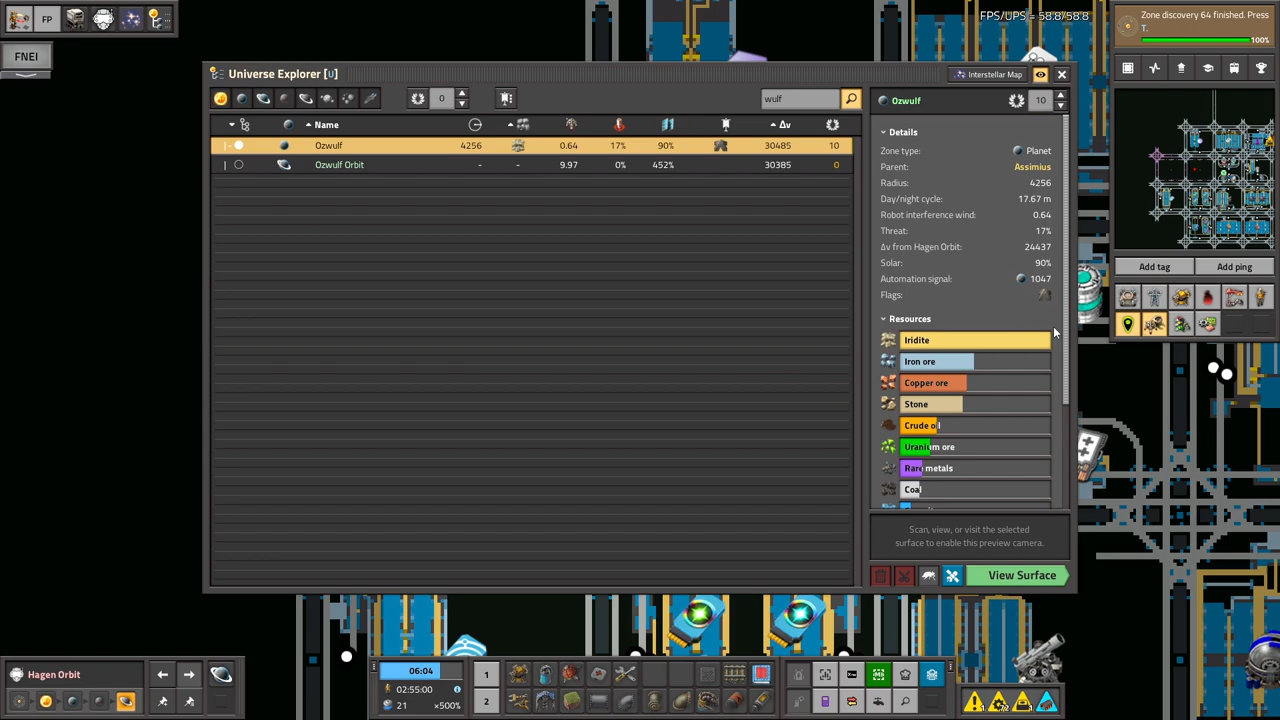 FP
FPS/UPS = 58.8/58.8
Zone discovery 64 finished. Press
T.
100%
FNEI
Universe Explorer [U]
Interstellar Map
0
wulf
Name
Δv
Ozwulf 4256 0.64 17% 90% 30485 10
Ozwulf Orbit - 9.97 0% 452% 30385 0
Ozwulf 10
Details
Zone type: Planet
Parent: Assimius
Radius: 4256
Day/night cycle: 17.67 m
Robot interference wind: 0.64
Threat: 17%
Δv from Hagen Orbit: 24437
Solar: 90%
Automation signal: 1047
Flags:
Resources
Iridite
Iron ore
Copper ore
Stone
Crude oil
Uranium ore
Rare metals
Coal
Scan, view, or visit the selected
surface to enable this preview camera.
View Surface
Add tag Add ping
Hagen Orbit
06:04
02:55:00
21 ×500%
1
2